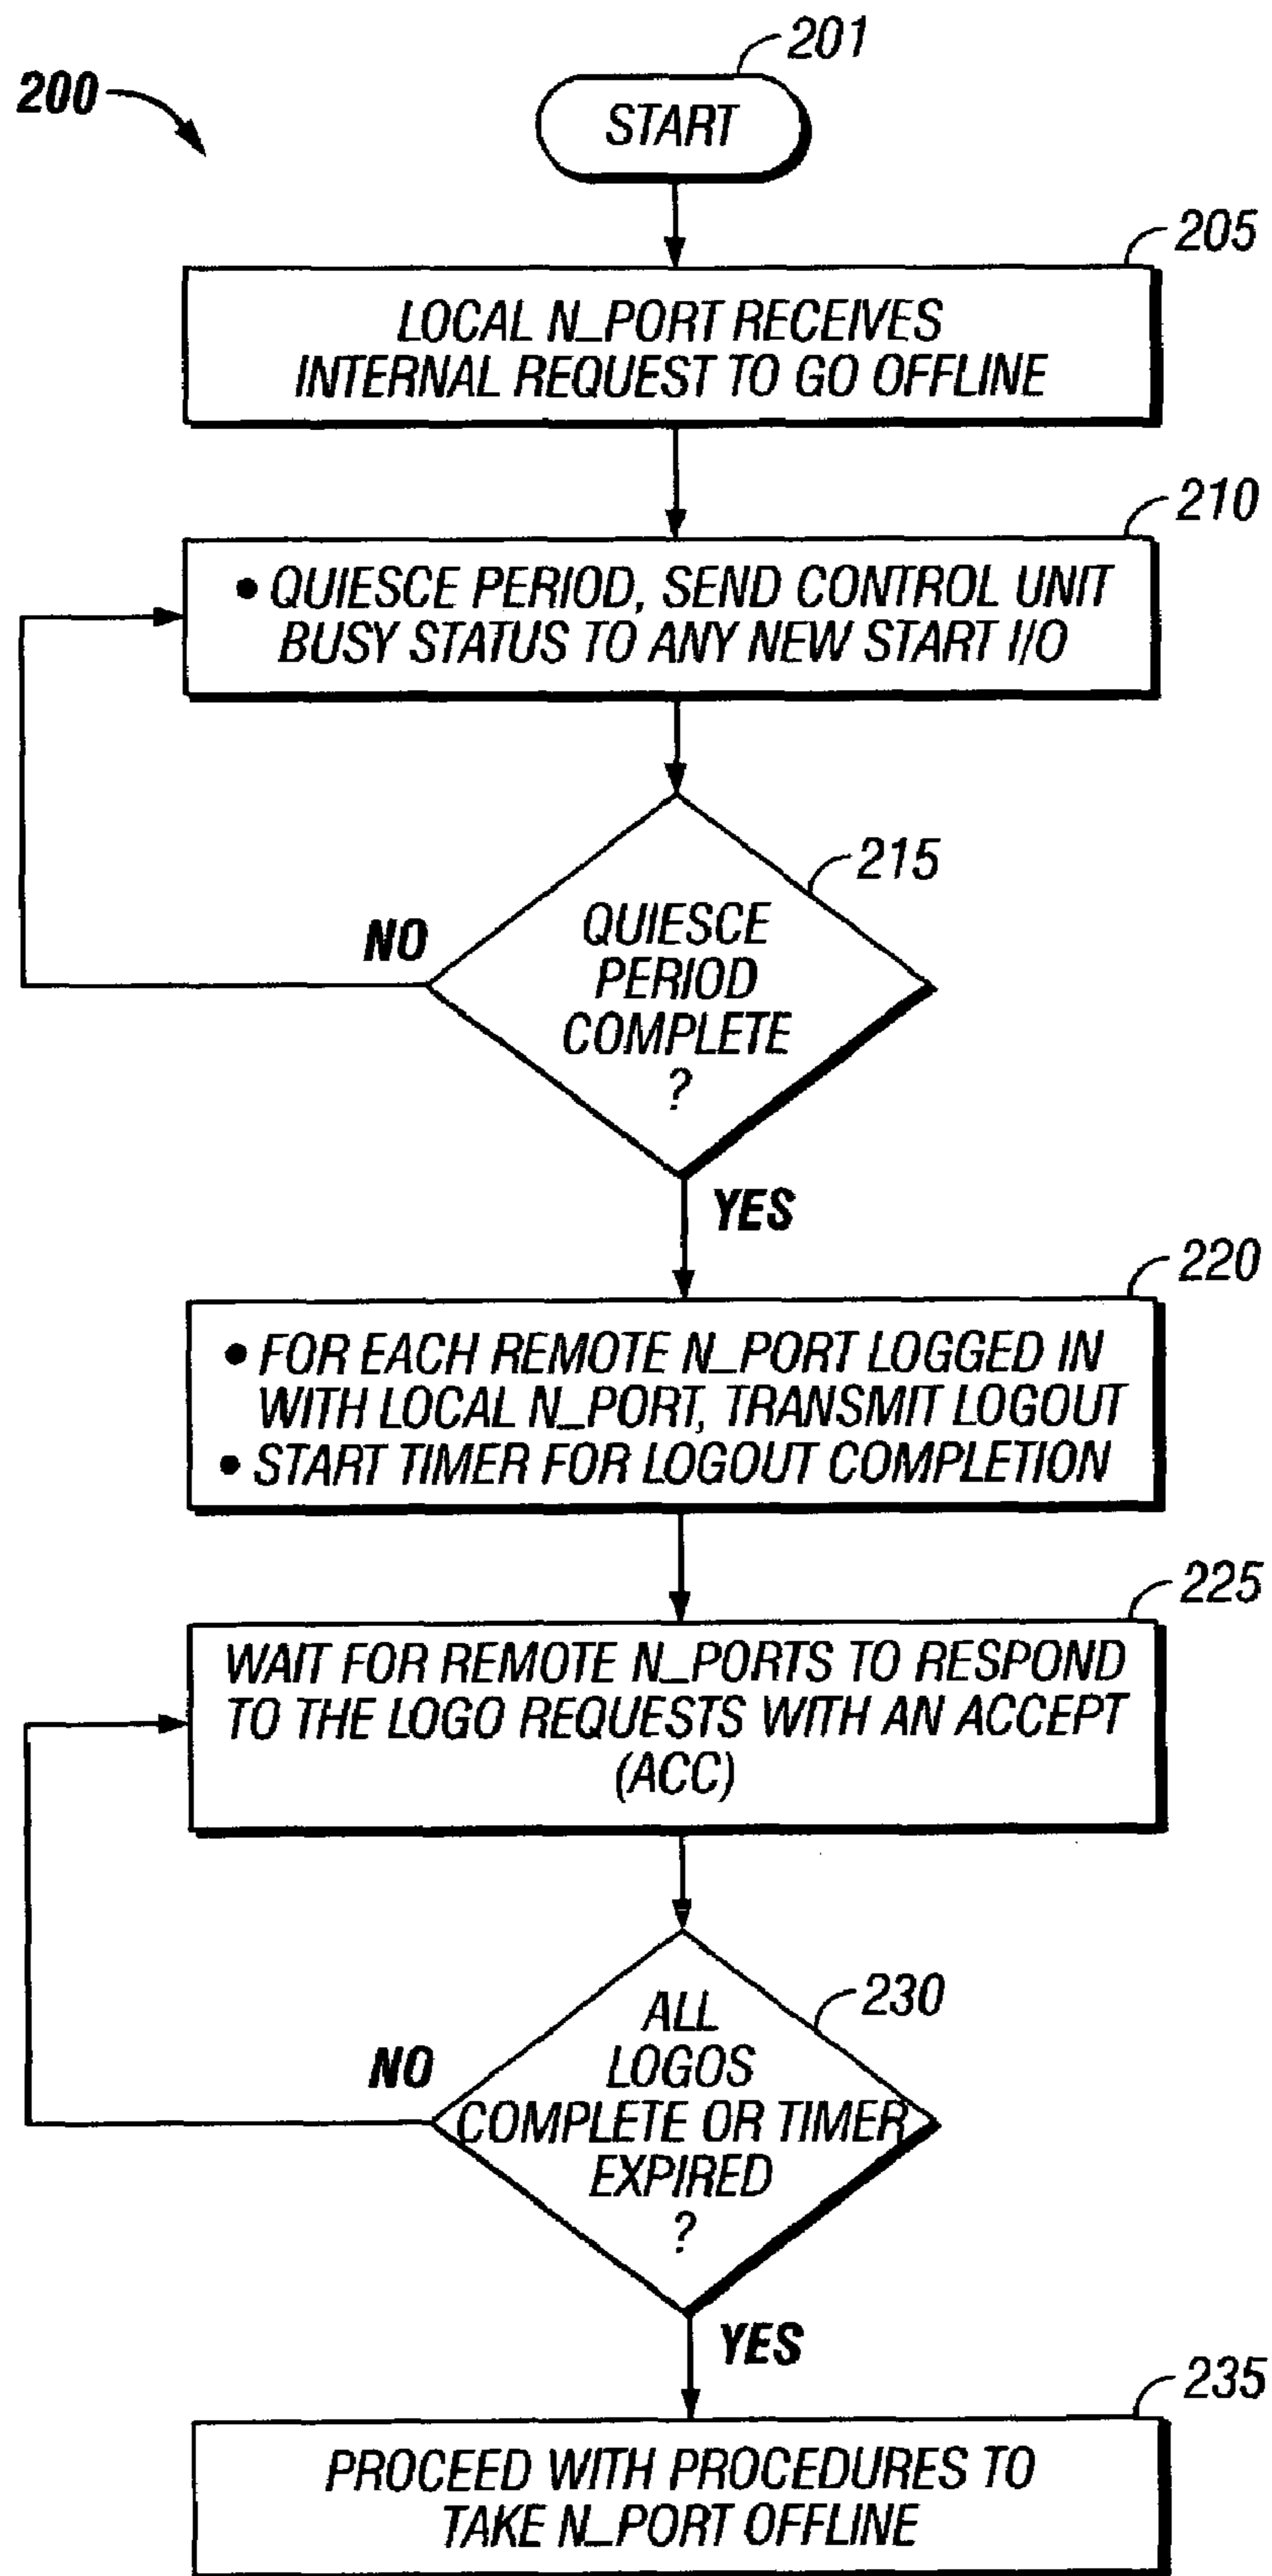 201
200
START
205
LOCAL N_PORT RECEIVES
INTERNAL REQUEST TO GO OFFLINE
210
• QUIESCE PERIOD, SEND CONTROL UNIT
BUSY STATUS TO ANY NEW START I/O
215
NO
QUIESCE
PERIOD
COMPLETE
?
YES
220
• FOR EACH REMOTE N_PORT LOGGED IN
WITH LOCAL N_PORT, TRANSMIT LOGOUT
• START TIMER FOR LOGOUT COMPLETION
225
WAIT FOR REMOTE N_PORTS TO RESPOND
TO THE LOGO REQUESTS WITH AN ACCEPT
(ACC)
230
NO
ALL
LOGOS
COMPLETE OR TIMER
EXPIRED
?
YES
235
PROCEED WITH PROCEDURES TO
TAKE N_PORT OFFLINE